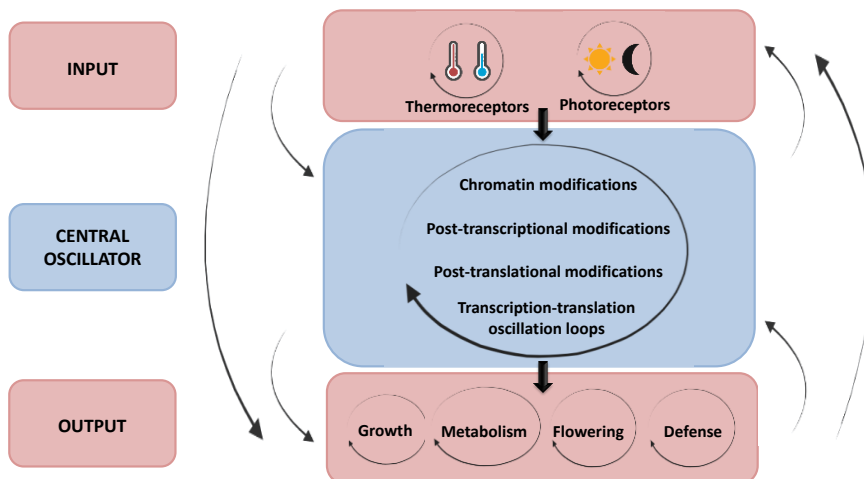 INPUT
Thermoreceptors
Photoreceptors
CENTRAL
OSCILLATOR
Chromatin modifications
Post-transcriptional modifications
Post-translational modifications
Transcription-translation
oscillation loops
OUTPUT
Growth
Metabolism
Flowering
Defense